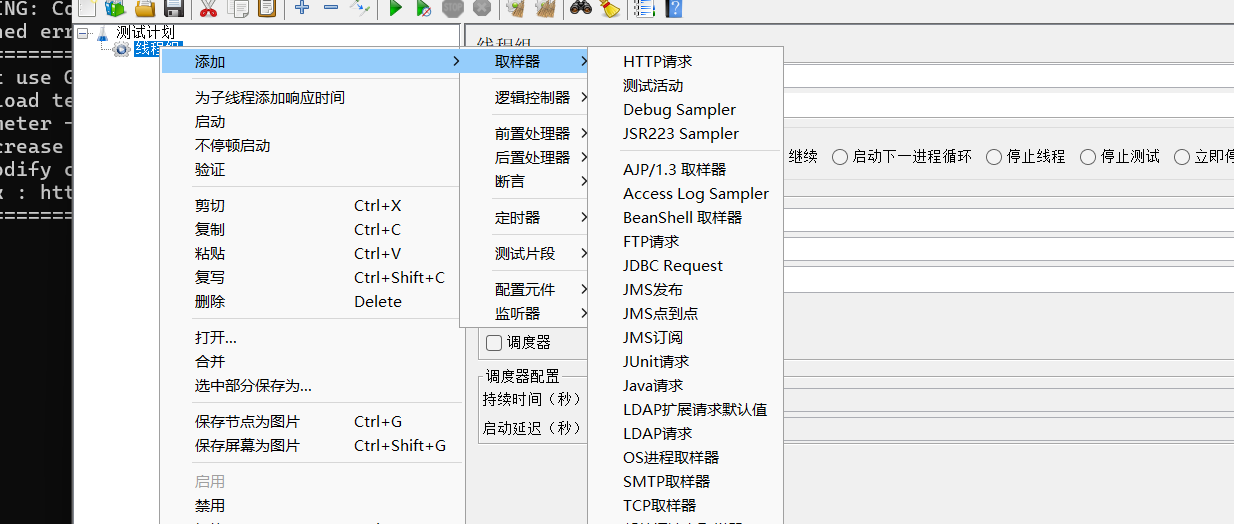 ING: Co
ned err
========
t use G
load te
meter -
crease
odify c
x : htt
========
STOP
测试计划
线程组
线程组
添加
为子线程添加响应时间
启动
不停顿启动
验证
剪切 Ctrl+X
复制 Ctrl+C
粘贴 Ctrl+V
复写 Ctrl+Shift+C
删除 Delete
打开...
合并
选中部分保存为...
保存节点为图片 Ctrl+G
保存屏幕为图片 Ctrl+Shift+G
启用
禁用
取样器
逻辑控制器
前置处理器
后置处理器
断言
定时器
测试片段
配置元件
监听器
HTTP请求
测试活动
Debug Sampler
JSR223 Sampler
AJP/1.3 取样器
Access Log Sampler
BeanShell 取样器
FTP请求
JDBC Request
JMS发布
JMS点到点
JMS订阅
JUnit请求
Java请求
LDAP扩展请求默认值
LDAP请求
OS进程取样器
SMTP取样器
TCP取样器
继续 启动下一进程循环 停止线程 停止测试 立即停
调度器
调度器配置
持续时间（秒）
启动延迟（秒）